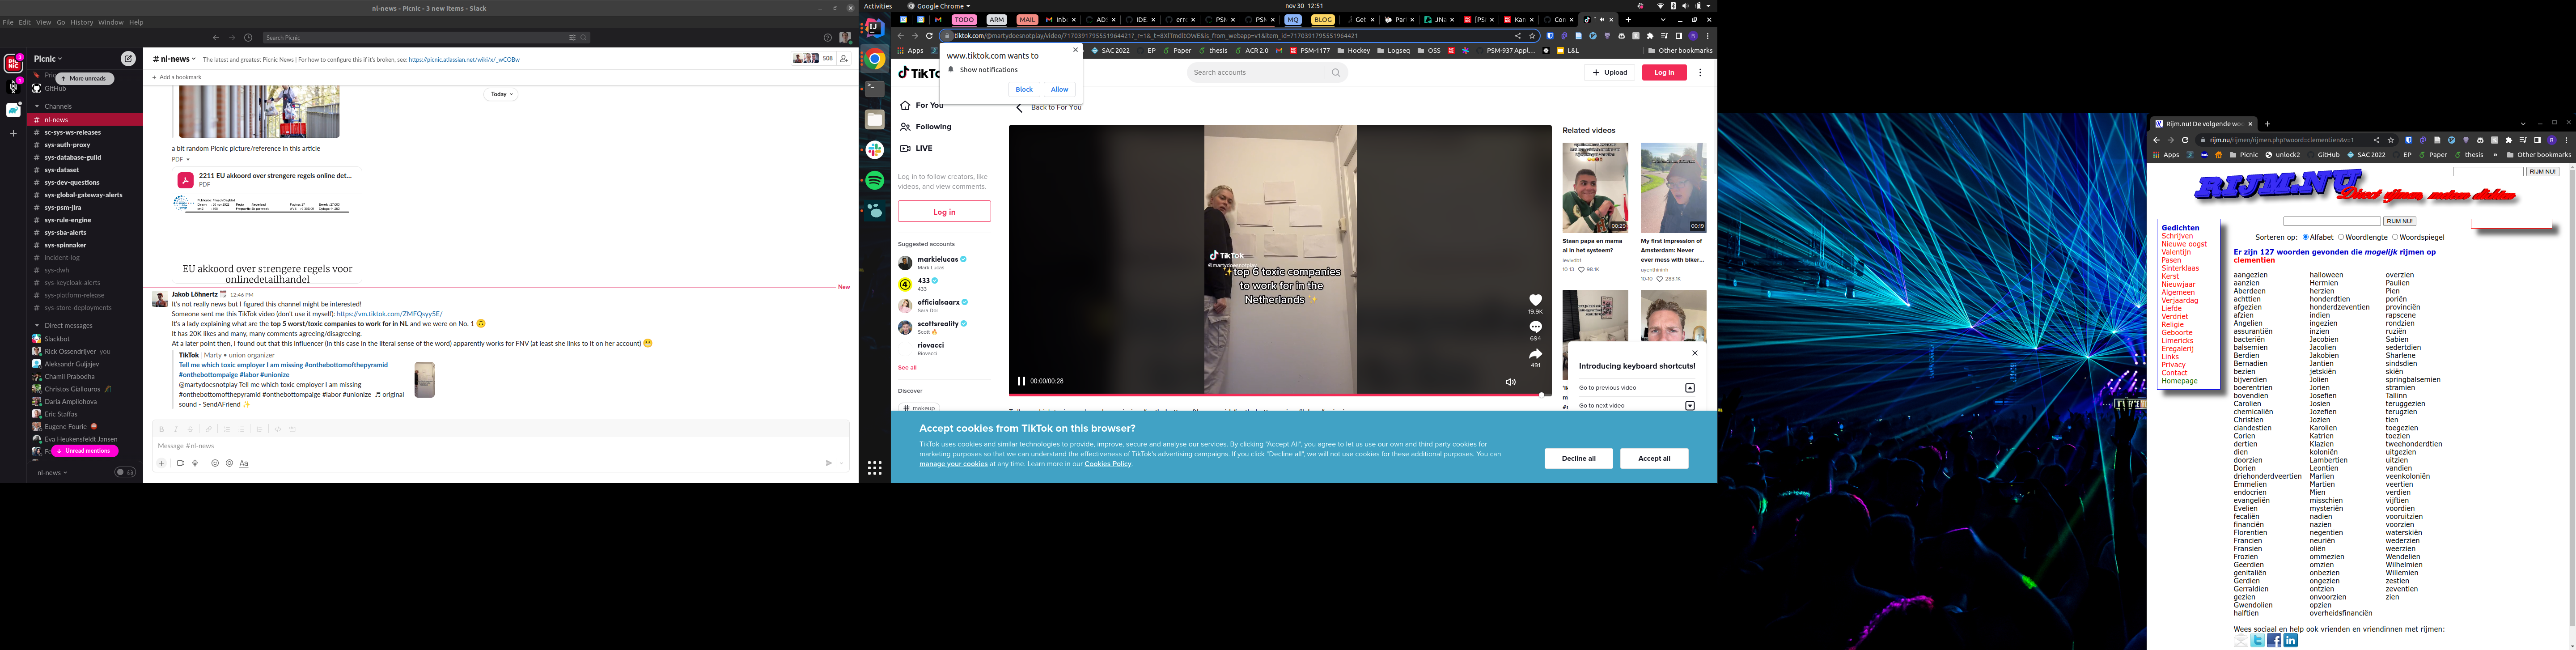 nl-news - Picnic - 3 new items - Slack
File Edit View Go History Window Help
Search Picnic
Picnic
More unreads
GitHub
Channels
# nl-news
# sc-sys-ws-releases
# sys-auth-proxy
# sys-database-guild
# sys-dataset
# sys-dev-questions
# sys-global-gateway-alerts
# sys-psm-jira
# sys-rule-engine
# sys-sba-alerts
# sys-spinnaker
# incident-log
# sys-dwh
# sys-keycloak-alerts
# sys-platform-release
# sys-store-deployments
Direct messages
Slackbot
Rick Ossendrijver you
Aleksandr Guljajev
Chamil Prabodha
Christos Giallouros
Daria Ampilohova
Eric Staffas
Eugene Fourie
Eva Heukensfeldt Jansen
Unread mentions
nl-news
# nl-news
The latest and greatest Picnic News | For how to configure this if it's broken, see: https://picnic.atlassian.net/wiki/x/_wCOBw
508
+ Add a bookmark
Today
a bit random Picnic picture/reference in this article
PDF
2211 EU akkoord over strengere regels online det...
PDF
EU akkoord over strengere regels voor
onlinedetailhandel
New
Jakob Löhnertz 12:46 PM
It's not really news but I figured this channel might be interested!
Someone sent me this TikTok video (don't use it myself): https://vm.tiktok.com/ZMFQsyy5E/
It's a lady explaining what are the top 5 worst/toxic companies to work for in NL and we were on No. 1
It has 20K likes and many, many comments agreeing/disagreeing.
At a later point then, I found out that this influencer (in this case in the literal sense of the word) apparently works for FNV (at least she links to it on her account)
TikTok | Marty • union organizer
Tell me which toxic employer I am missing #onthebottomofthepyramid
#onthebottompaige #labor #unionize
@martydoesnotplay Tell me which toxic employer I am missing
#onthebottomofthepyramid #onthebottompaige #labor #unionize ♬ original
sound - SendAFriend ✨
Message #nl-news
Activities
Google Chrome
nov 30 12:51
TODO
ARM
MAIL
MQ
BLOG
tiktok.com/@martydoesnotplay/video/7170391795519644421?_r=1&_t=8XlTmdltOWE&is_from_webapp=v1&item_id=7170391795519644421
Apps
SAC 2022
EP
Paper
thesis
ACR 2.0
PSM-1177
Hockey
Logseq
OSS
PSM-937 Appl...
L&L
Other bookmarks
www.tiktok.com wants to
Show notifications
Block
Allow
Search accounts
+ Upload
Log in
For You
Following
LIVE
Back to For You
Log in to follow creators, like
videos, and view comments.
Log in
Suggested accounts
markielucas
Mark Lucas
433
433
officialsaarx
Sara Dol
scottsreality
Scott
riovacci
Riovacci
See all
Discover
# makeup
TikTok
@martydoesnotplay
✨top 6 toxic companies
to work for in the
Netherlands ✨
00:00/00:28
19.9K
694
491
Related videos
00:25
00:19
Staan papa en mama
al in het systeem?
10-13 98.1K
My first impression of
Amsterdam: Never
ever mess with biker...
uyenthninh
10-10 283.1K
Introducing keyboard shortcuts!
Go to previous video
Go to next video
Accept cookies from TikTok on this browser?
TikTok uses cookies and similar technologies to provide, improve, secure and analyse our services. By clicking "Accept All", you agree to let us use our own and third party cookies for
marketing purposes so that we can understand the effectiveness of TikTok's advertising campaigns. If you click "Decline all", we will not use cookies for these additional purposes. You can
manage your cookies at any time. Learn more in our Cookies Policy.
Decline all
Accept all
Rijm.nu! De volgende wo
rijm.nu/rijmen/rijmen.php?woord=clementien&v=1
Apps
Picnic
unlock2
GitHub
SAC 2022
EP
Paper
thesis
Other bookmarks
RIJM.NU
Direct rijmen, meteen dichten
RIJM NU!
RIJM NU!
Sorteren op: Alfabet Woordlengte Woordspiegel
Gedichten
Schrijven
Nieuwe oogst
Valentijn
Pasen
Sinterklaas
Kerst
Nieuwjaar
Algemeen
Verjaardag
Liefde
Verdriet
Religie
Geboorte
Limericks
Eregalerij
Links
Privacy
Contact
Homepage
Er zijn 127 woorden gevonden die mogelijk rijmen op
clementien
aangezien halloween overzien
aanzien Hermien Paulien
Aberdeen herzien Pien
achttien honderdien poriën
afgezien honderdzeventien provinciën
afzien indien rapscene
Angelien ingezien rondzien
assurantiën inzien ruziën
bacteriën Jacobien Sabien
balsemien Jacolien sedertdien
Berdien Jakobien Sharlene
Bernadien Jantien sindsdien
bezien jetskiën skiën
bijverdien Jolien springbalsemien
boerentrien Jorien stramien
bovendien Josefien Tallinn
Carolien Josien teruggezien
chemicaliën Jozefien terugzien
Christien Jozien tien
clandestien Karolien toegezien
Corien Katrien toezien
dertien Klazien tweehonderdtien
dien koloniën uitgezien
doorzien Lambertien uitzien
Dorien Leontien vandien
driehonderdveertien Marlien veenkoloniën
Emmelien Martien veertien
endocrien Mien verdien
evangeliën misschien vijftien
Evelien mysteriën voordien
fecaliën nadien vooruitzien
financiën nazien voorzien
Florentien negentien waterskiën
Francien neuriën wederzien
Fransien oliën weerzien
Frozien ommezien Wendelien
Geerdien omzien Wilhelmien
genitaliën onbezien Willemien
Gerdien ongezien zestien
Gerraldien ontzien zeventien
gezien onvoorzien zien
Gwendolien opzien
halftien overheidsfinanciën
Wees sociaal en help ook vrienden en vriendinnen met rijmen: